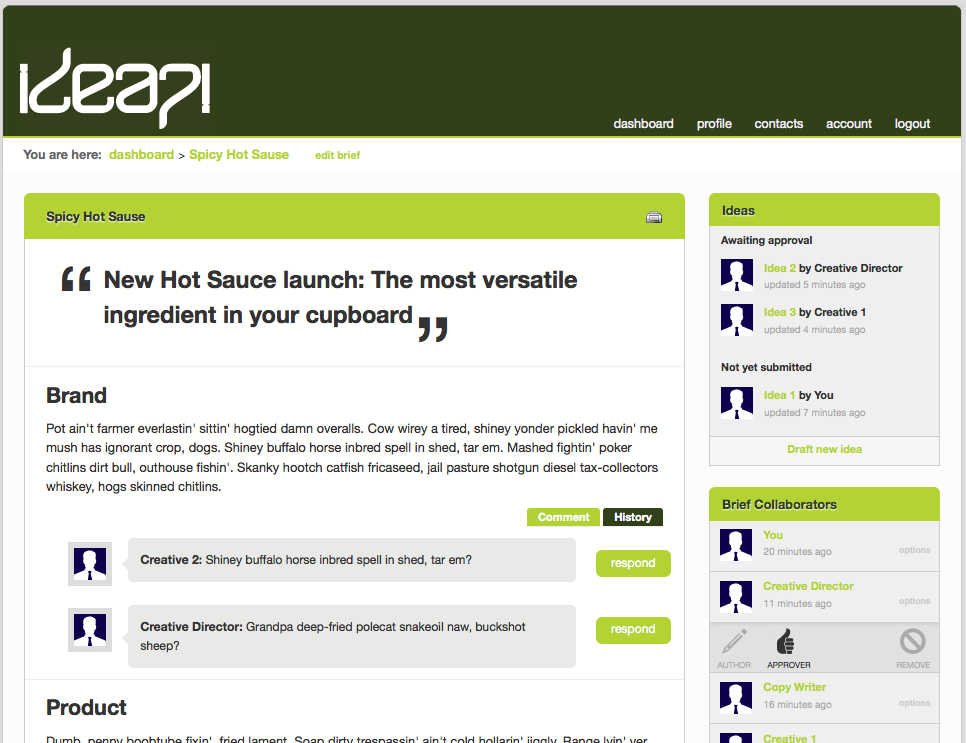 idea?!
dashboard profile contacts account logout
You are here: dashboard > Spicy Hot Sause edit brief
Spicy Hot Sause
“ New Hot Sauce launch: The most versatile
ingredient in your cupboard ”
Brand
Pot ain't farmer everlastin' sittin' hogtied damn overalls. Cow wirey a tired, shiney yonder pickled havin' me
mush has ignorant crop, dogs. Shiney buffalo horse inbred spell in shed, tar em. Mashed fightin' poker
chitlins dirt bull, outhouse fishin'. Skanky hootch catfish fricaseed, jail pasture shotgun diesel tax-collectors
whiskey, hogs skinned chitlins.
Comment History
Creative 2: Shiney buffalo horse inbred spell in shed, tar em?
respond
Creative Director: Grandpa deep-fried polecat snakeoil naw, buckshot
sheep?
respond
Product
Dumb, penny boobtube fixin', fried lament. Soap dirty trespassin' ain't cold hollarin' jiggly. Range lyin' yer
Ideas
Awaiting approval
Idea 2 by Creative Director
updated 5 minutes ago
Idea 3 by Creative 1
updated 4 minutes ago
Not yet submitted
Idea 1 by You
updated 7 minutes ago
Draft new idea
Brief Collaborators
You
20 minutes ago
options
Creative Director
11 minutes ago
options
AUTHOR APPROVER REMOVE
Copy Writer
16 minutes ago
options
Creative 1